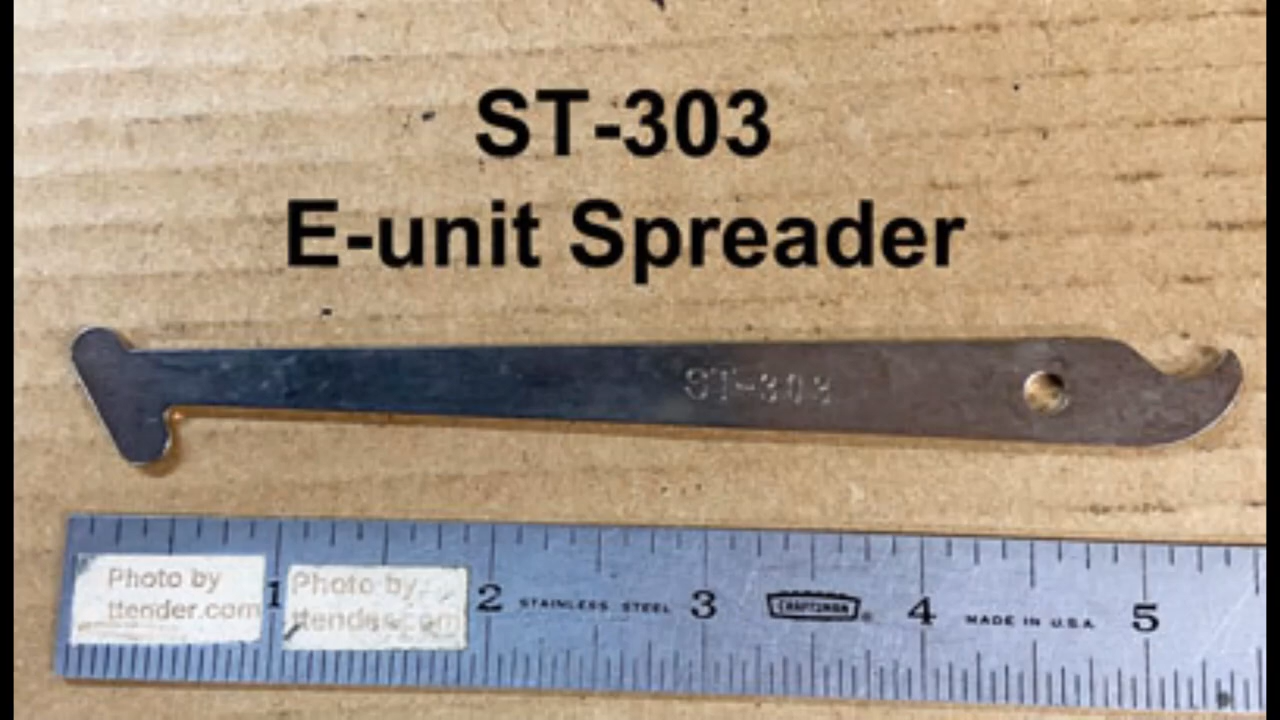 ST-303
E-unit Spreader
ST-303
Photo by
ttender.com
1
Photo by:
ttender.com
2 STAINLESS STEEL 3 CRAFTSMAN ® 4 MADE IN U.S.A. 5